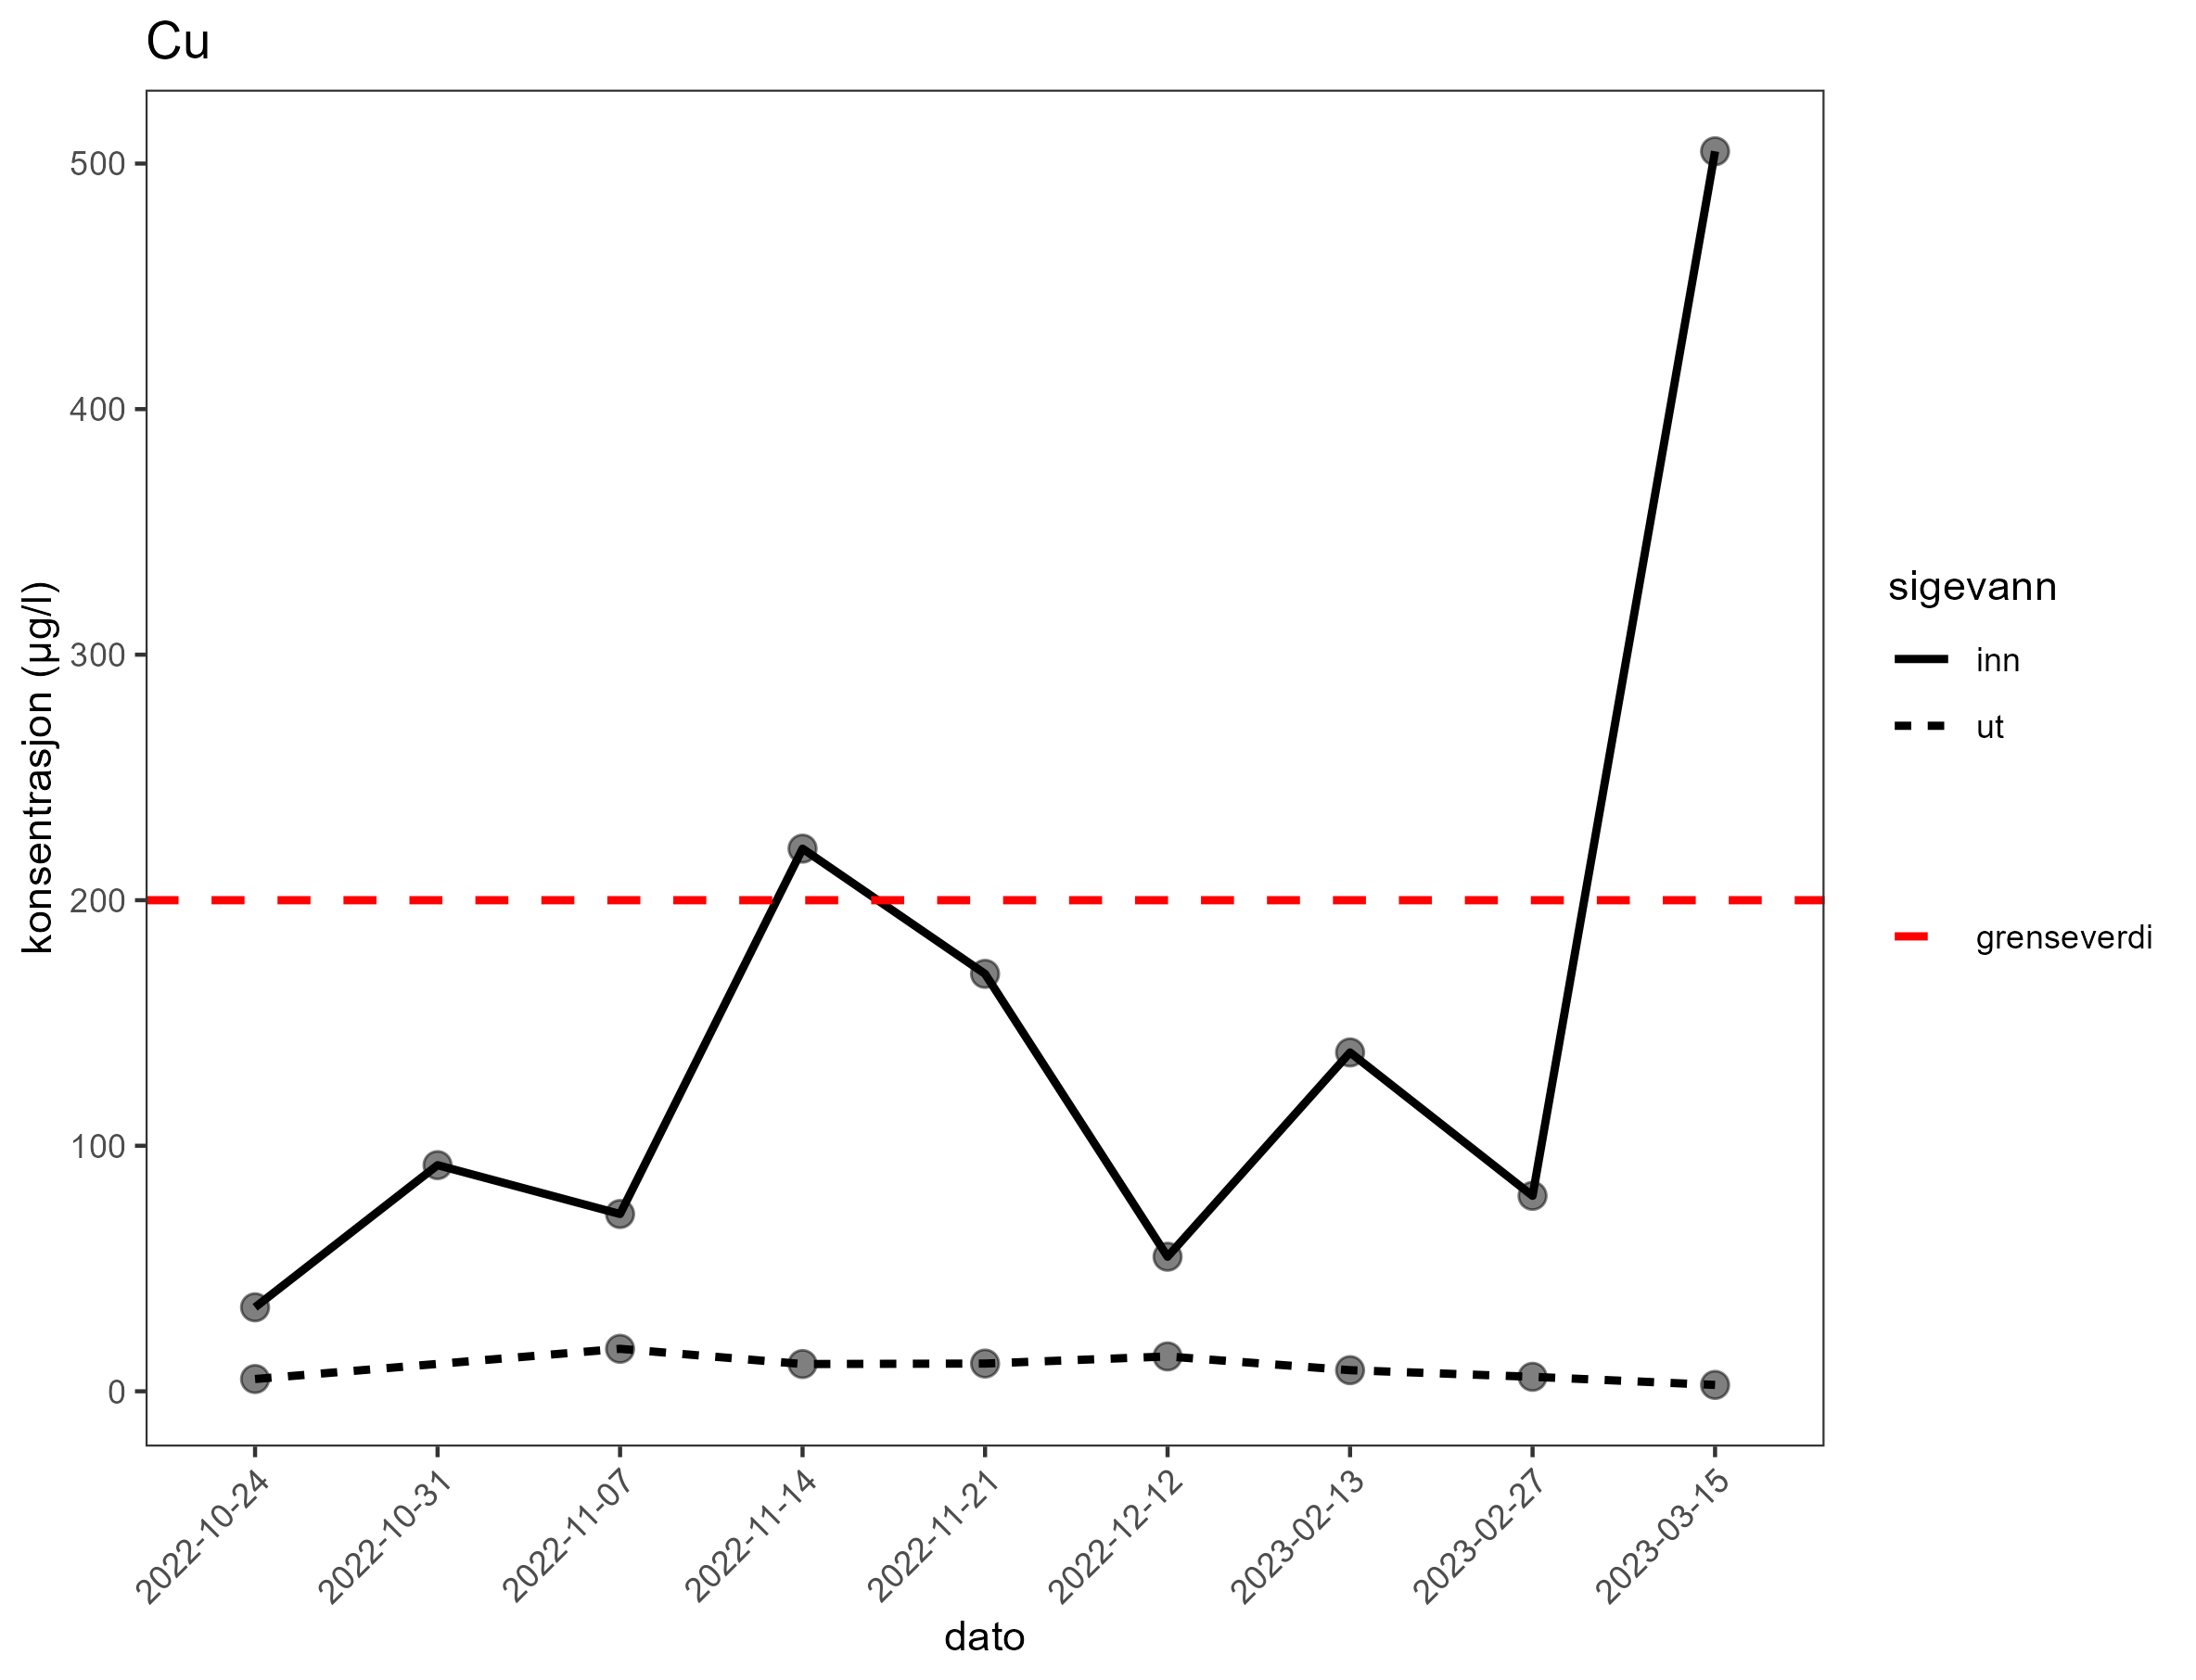 Cu
konsentrasjon (µg/l)
500
400
300
200
100
0
2022-10-24
2022-10-31
2022-11-07
2022-11-14
2022-11-21
2022-12-12
2023-02-13
2023-02-27
2023-03-15
dato
sigevann
inn
ut
grenseverdi